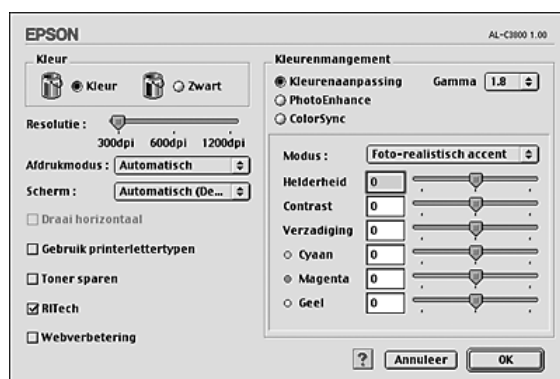 EPSON
AL-C3800 1.00
Kleur
Kleur
Zwart
Resolutie :
300dpi 600dpi 1200dpi
Afdrukmodus : Automatisch
Scherm : Automatisch (De...
Draai horizontaal
Gebruik printerlettertypen
Toner sparen
RITech
Webverbetering
Kleurenmangement
Kleurenaanpassing
Gamma 1.8
PhotoEnhance
ColorSync
Modus : Foto-realistisch accent
Helderheid 0
Contrast 0
Verzadiging 0
Cyaan 0
Magenta 0
Geel 0
? Annuleer OK